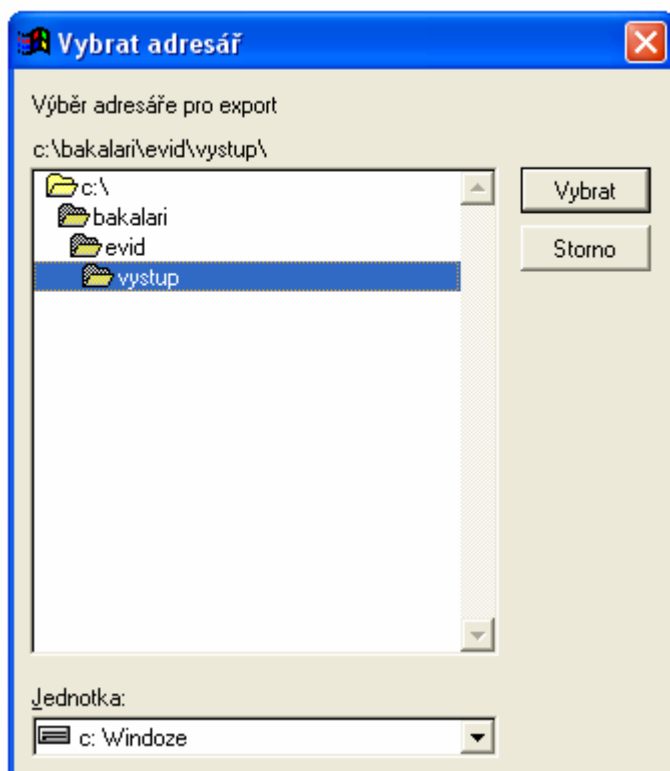 Vybrat adresář
Výběr adresáře pro export
c:\bakalari\evid\vystup\
c:\
bakalari
evid
vystup
Vybrat
Storno
Jednotka:
c: Windoze